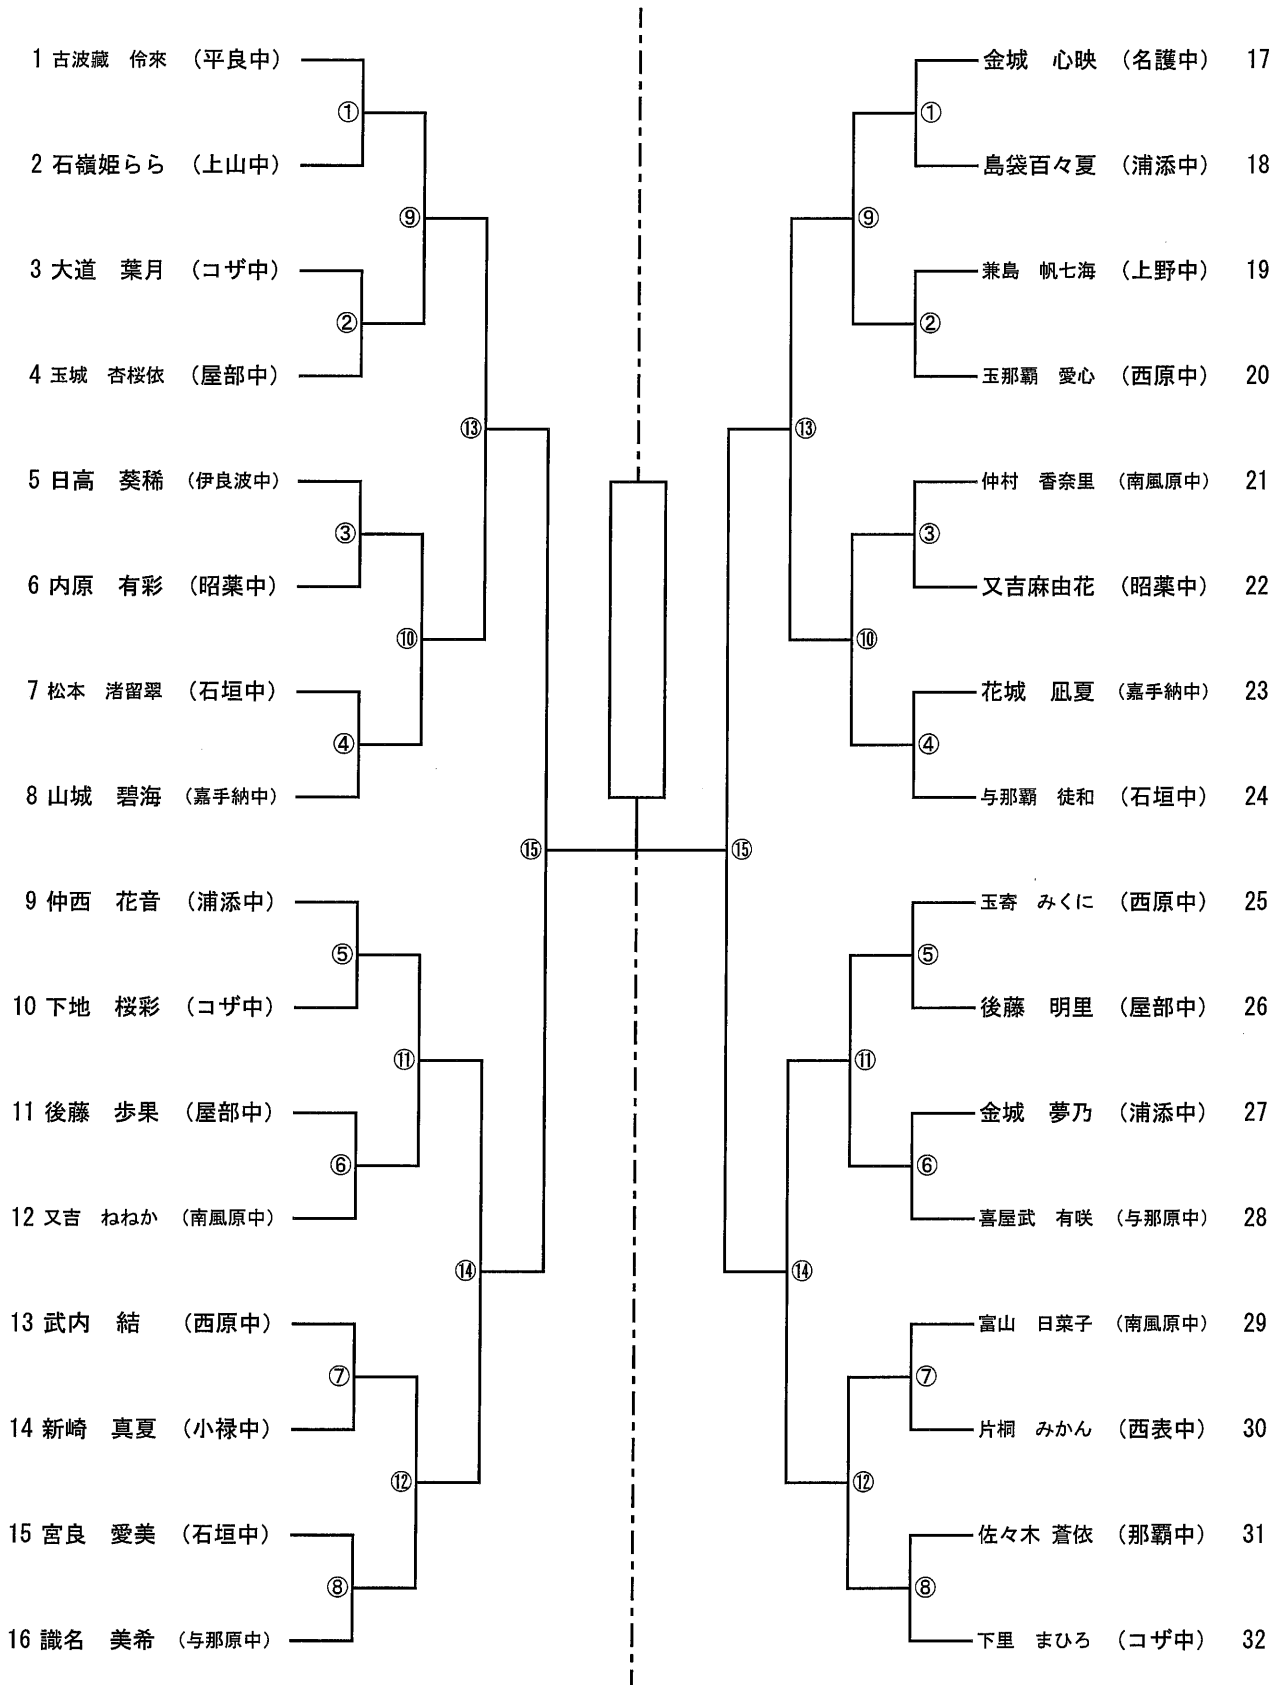 1 古波藏 伶來 (平良中)
①
2 石嶺姫らら (上山中)
⑨
3 大道 葉月 (コザ中)
②
4 玉城 杏桜依 (屋部中)
⑬
5 日高 葵稀 (伊良波中)
③
6 内原 有彩 (昭薬中)
⑩
7 松本 渚留翠 (石垣中)
④
8 山城 碧海 (嘉手納中)
⑮
9 仲西 花音 (浦添中)
⑤
10 下地 桜彩 (コザ中)
⑪
11 後藤 歩果 (屋部中)
⑥
12 又吉 ねねか (南風原中)
⑭
13 武内 結 (西原中)
⑦
14 新崎 真夏 (小禄中)
⑫
15 宮良 愛美 (石垣中)
⑧
16 識名 美希 (与那原中)
金城 心映 (名護中) 17
①
島袋百々夏 (浦添中) 18
⑨
兼島 帆七海 (上野中) 19
②
玉那覇 愛心 (西原中) 20
⑬
仲村 香奈里 (南風原中) 21
③
又吉麻由花 (昭薬中) 22
⑩
花城 凪夏 (嘉手納中) 23
④
与那覇 徒和 (石垣中) 24
⑮
玉寄 みくに (西原中) 25
⑤
後藤 明里 (屋部中) 26
⑪
金城 夢乃 (浦添中) 27
⑥
喜屋武 有咲 (与那原中) 28
⑭
富山 日菜子 (南風原中) 29
⑦
片桐 みかん (西表中) 30
⑫
佐々木 蒼依 (那覇中) 31
⑧
下里 まひろ (コザ中) 32